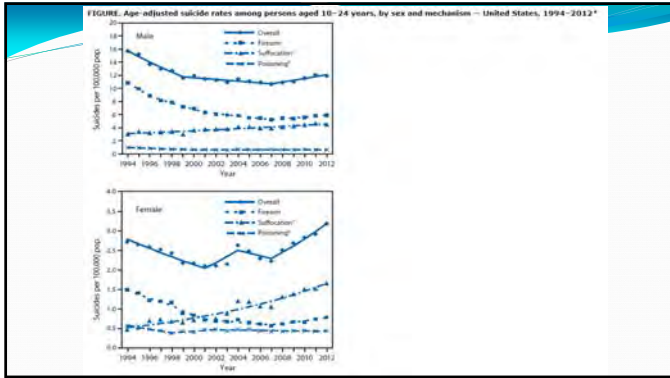 FIGURE. Age-adjusted suicide rates among persons aged 10–24 years, by sex and mechanism — United States, 1994–2012*
Male
Overall
Firearm
Suffocation†
Poisoning§
Suicides per 100,000 pop.
20
18
16
14
12
10
8
6
4
2
0
1994 1996 1998 2000 2002 2004 2006 2008 2010 2012
Year
Female
Overall
Firearm
Suffocation†
Poisoning§
Suicides per 100,000 pop.
4.0
3.5
3.0
2.5
2.0
1.5
1.0
0.5
0.0
1994 1996 1998 2000 2002 2004 2006 2008 2010 2012
Year